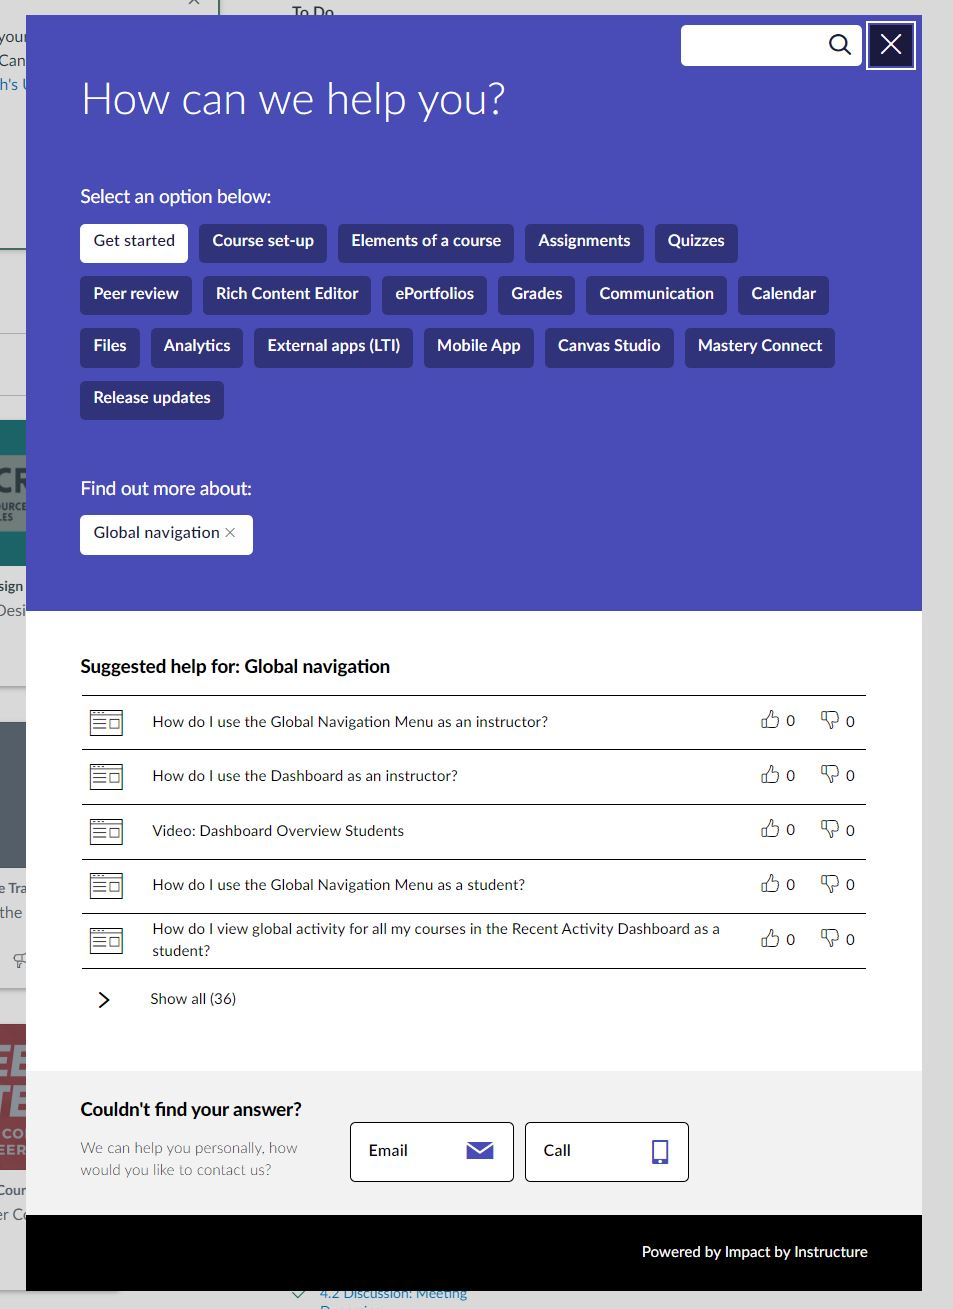 To Do
How can we help you?
Select an option below:
Get started Course set-up Elements of a course Assignments Quizzes
Peer review Rich Content Editor ePortfolios Grades Communication Calendar
Files Analytics External apps (LTI) Mobile App Canvas Studio Mastery Connect
Release updates
Find out more about:
Global navigation
Suggested help for: Global navigation
How do I use the Global Navigation Menu as an instructor? 0 0
How do I use the Dashboard as an instructor? 0 0
Video: Dashboard Overview Students 0 0
How do I use the Global Navigation Menu as a student? 0 0
How do I view global activity for all my courses in the Recent Activity Dashboard as a
student? 0 0
Show all (36)
Couldn't find your answer?
We can help you personally, how
would you like to contact us?
Email Call
Powered by Impact by Instructure
4.2 Discussion: Meeting